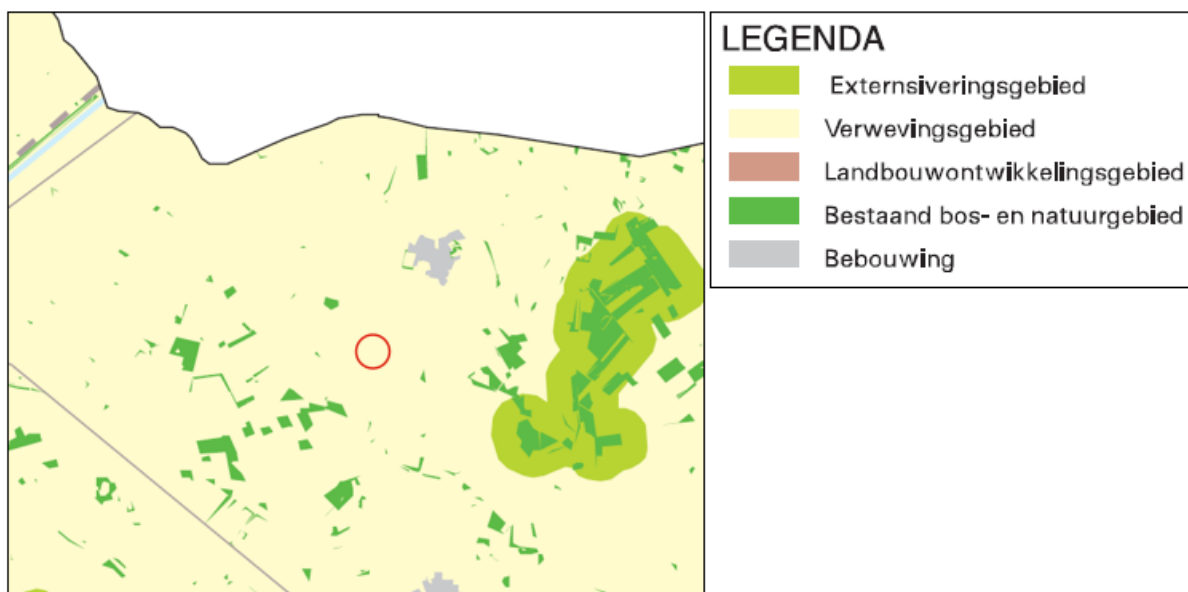 LEGENDA
Externsiveringsgebied
Verwevingsgebied
Landbouwontwikkelingsgebied
Bestaand bos- en natuurgebied
Bebouwing